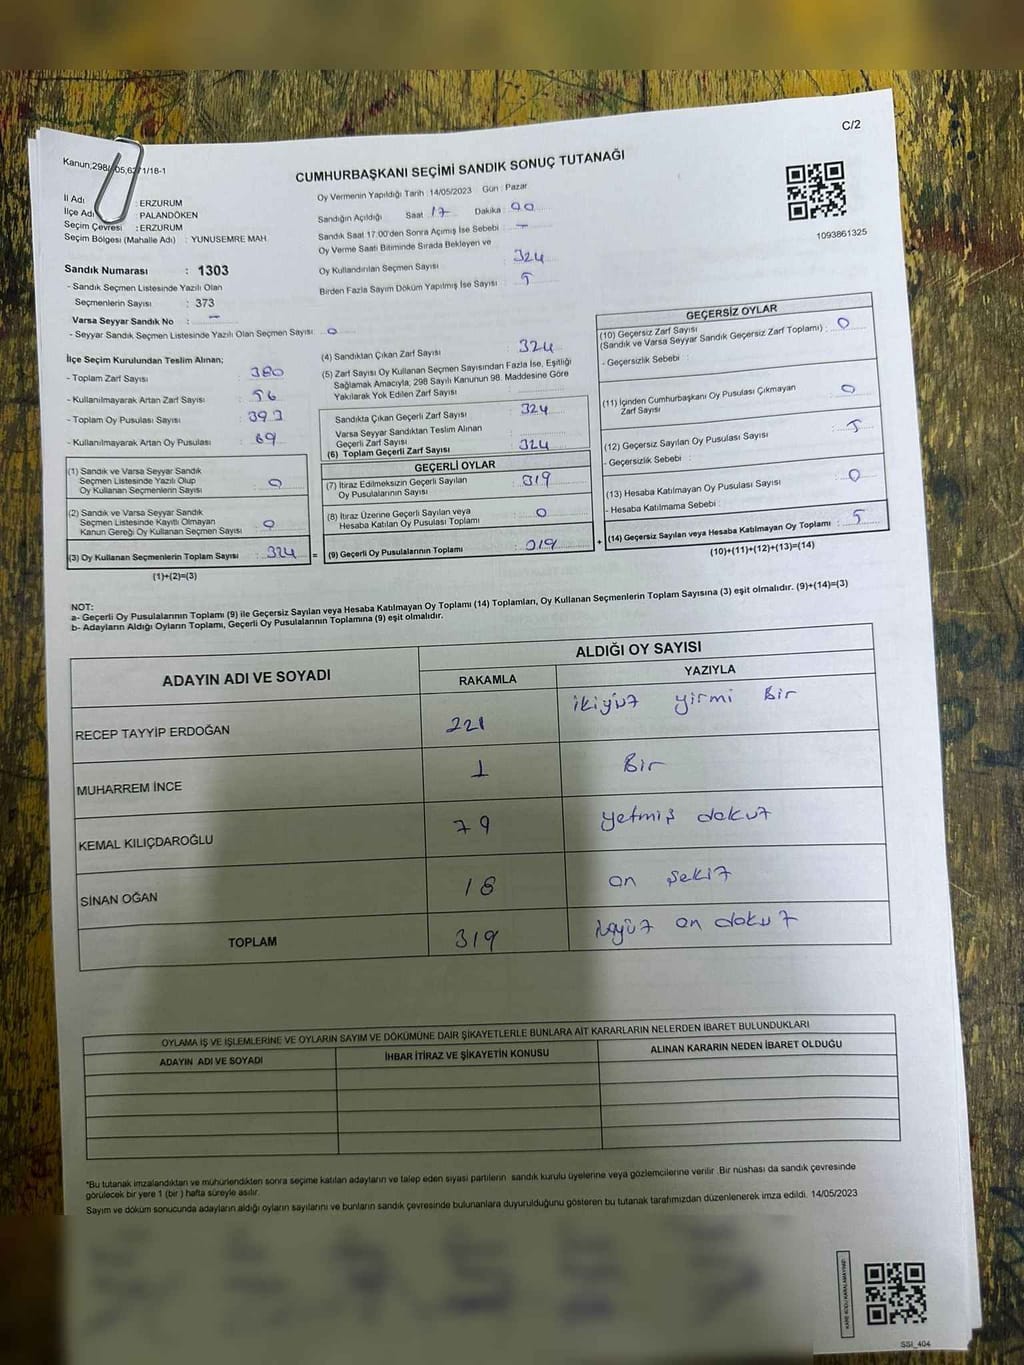 C/2
Kanun:298/
CUMHURBAŞKANI SEÇİMİ SANDIK SONUÇ TUTANAĞI
İl Adı : ERZURUM
İlçe Adı : PALANDÖKEN
Seçim Çevresi : ERZURUM
Seçim Bölgesi (Mahalle Adı) : YUNUSEMRE MAH.
Oy Vermenin Yapıldığı Tarih :14/05/2023 Gün : Pazar
Sandığın Açıldığı Saat 17 Dakika 00
Sandık Saat 17:00'den Sonra Açımış İse Sebebi : -
Oy Verme Saati Bitiminde Sırada Bekleyen ve
Oy Kullandırılan Seçmen Sayısı 324
Birden Fazla Sayım Döküm Yapılmış İse Sayısı : 5
1093861325
Sandık Numarası : 1303
- Sandık Seçmen Listesinde Yazılı Olan
Seçmenlerin Sayısı : 373
Varsa Seyyar Sandık No : -
- Seyyar Sandık Seçmen Listesinde Yazılı Olan Seçmen Sayısı : 0
İlçe Seçim Kurulundan Teslim Alınan;
- Toplam Zarf Sayısı : 380
- Kullanılmayarak Artan Zarf Sayısı : 56
- Toplam Oy Pusulası : 393
- Kullanılmayarak Artan Oy Pusulası : 69
(1) Sandık ve Varsa Seyyar Sandık
Seçmen Listesinde Yazılı Olup
Oy Kullanan Seçmenlerin Sayısı : 0
(2) Sandık ve Varsa Seyyar Sandık
Seçmen Listesinde Kayıtlı Olmayan
Kanun Gereği Oy Kullanan Seçmen Sayısı : 0
(3) Oy Kullanan Seçmenlerin Toplam Sayısı : 324 =
(1)+(2)=(3)
(4) Sandıktan Çıkan Zarf Sayısı : 324
(5) Zarf Sayısı Oy Kullanan Seçmen Sayısından Fazla İse, Eşitliği
Sağlamak Amacıyla, 298 Sayılı Kanunun 98. Maddesine Göre
Yakılarak Yok Edilen Zarf Sayısı :
Sandıkta Çıkan Geçerli Zarf Sayısı : 324
Varsa Seyyar Sandıktan Teslim Alınan
Geçerli Zarf Sayısı :
(6) Toplam Geçerli Zarf Sayısı : 324
GEÇERLİ OYLAR
(7) İtiraz Edilmeksizin Geçerli Sayılan
Oy Pusulalarının Sayısı : 319
(8) İtiraz Üzerine Geçerli Sayılan veya
Hesaba Katılan Oy Pusulası Toplamı : 0
(9) Geçerli Oy Pusulalarının Toplamı : 319 +
GEÇERSİZ OYLAR
(10) Geçersiz Zarf Sayısı
(Sandık ve Varsa Seyyar Sandık Geçersiz Zarf Toplamı) : 0
- Geçersizlik Sebebi :
(11) İçinden Cumhurbaşkanı Oy Pusulası Çıkmayan
Zarf Sayısı : 0
(12) Geçersiz Sayılan Oy Pusulası Sayısı : 5
- Geçersizlik Sebebi :
(13) Hesaba Katılmayan Oy Pusulası Sayısı : 0
- Hesaba Katılmama Sebebi :
(14) Geçersiz Sayılan veya Hesaba Katılmayan Oy Toplamı : 5
(10)+(11)+(12)+(13)=(14)
NOT:
a- Geçerli Oy Pusulalarının Toplamı (9) ile Geçersiz Sayılan veya Hesaba Katılmayan Oy Toplamı (14) Toplamları, Oy Kullanan Seçmenlerin Toplam Sayısına (3) eşit olmalıdır. (9)+(14)=(3)
b- Adayların Aldığı Oyların Toplamı, Geçerli Oy Pusulalarının Toplamına (9) eşit olmalıdır.
ADAYIN ADI VE SOYADI ALDIĞI OY SAYISI
RAKAMLA YAZIYLA
RECEP TAYYİP ERDOĞAN 221 ikiyüz yirmi Bir
MUHARREM İNCE 1 Bir
KEMAL KILIÇDAROĞLU 79 yetmiş dokuz
SİNAN OĞAN 18 on sekiz
TOPLAM 319 üçyüz on dokuz
OYLAMA İŞ VE İŞLEMLERİNE VE OYLARIN SAYIM VE DÖKÜMÜNE DAİR ŞİKAYETLERLE BUNLARA AİT KARARLARIN NELERDEN İBARET BULUNDUKLARI
ADAYIN ADI VE SOYADI İHBAR İTİRAZ VE ŞİKAYETİN KONUSU ALINAN KARARIN NEDEN İBARET OLDUĞU
*Bu tutanak imzalandıktan ve mühürlendikten sonra seçime katılan adayların ve talep eden siyasi partilerin sandık kurulu üyelerine veya gözlemcilerine verilir .Bir nüshası da sandık çevresinde
görülecek bir yere 1 (bir ) hafta süreyle asılır.
Sayım ve döküm sonucunda adayların aldığı oyların sayılarını ve bunların sandık çevresinde bulunanlara duyurulduğunu gösteren bu tutanak tarafımızdan düzenlenerek imza edildi. 14/05/2023
SSI_404